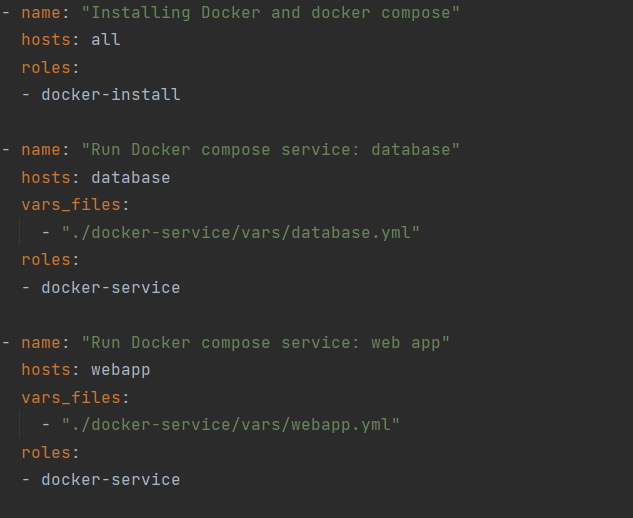 - name: "Installing Docker and docker compose"
  hosts: all
  roles:
  - docker-install

- name: "Run Docker compose service: database"
  hosts: database
  vars_files:
    - "./docker-service/vars/database.yml"
  roles:
  - docker-service

- name: "Run Docker compose service: web app"
  hosts: webapp
  vars_files:
    - "./docker-service/vars/webapp.yml"
  roles:
  - docker-service